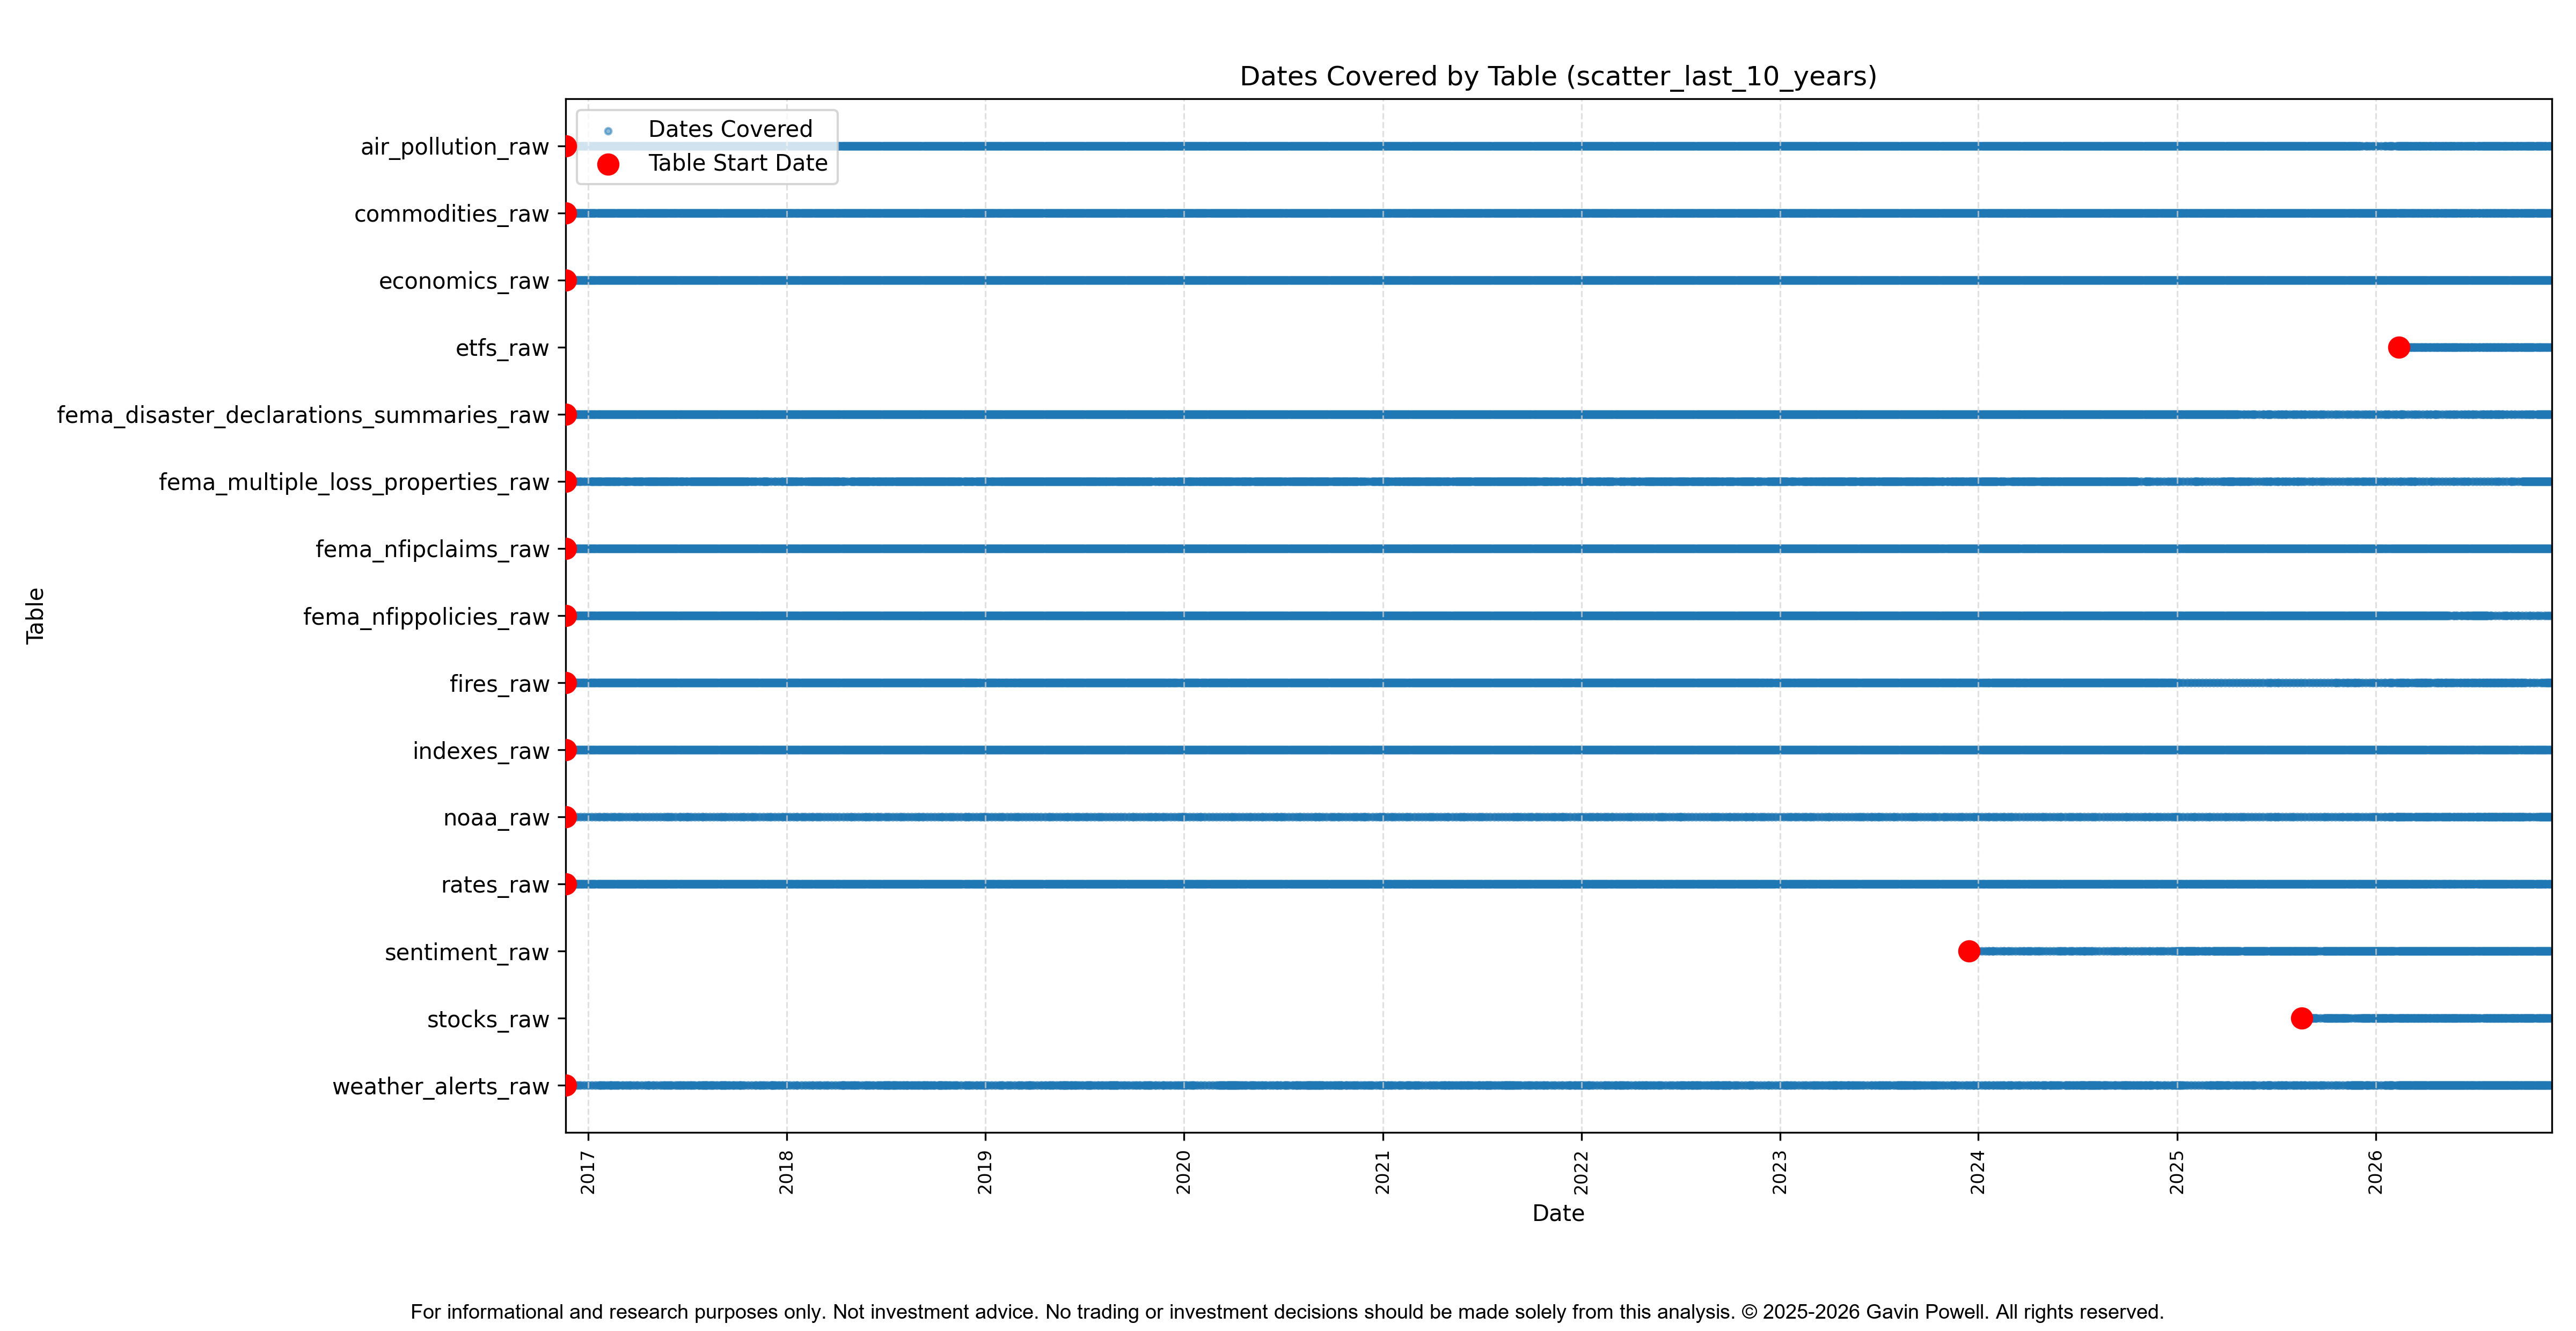 Dates Covered by Table (scatter_last_10_years)
Dates Covered
Table Start Date
Table
air_pollution_raw
commodities_raw
economics_raw
etfs_raw
fema_disaster_declarations_summaries_raw
fema_multiple_loss_properties_raw
fema_nfipclaims_raw
fema_nfippolicies_raw
fires_raw
indexes_raw
noaa_raw
rates_raw
sentiment_raw
stocks_raw
weather_alerts_raw
2017
2018
2019
2020
2021
2022
2023
2024
2025
2026
Date
For informational and research purposes only. Not investment advice. No trading or investment decisions should be made solely from this analysis. © 2025-2026 Gavin Powell. All rights reserved.